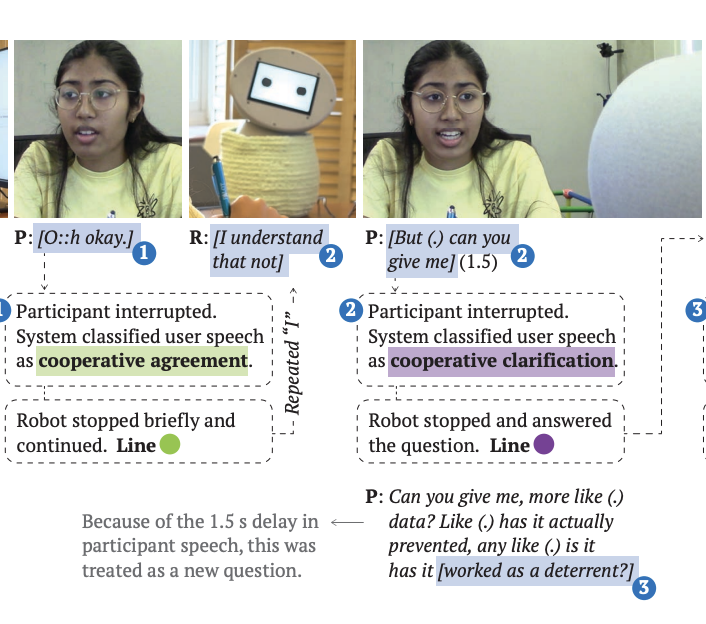 P: [O::h okay.] 1
R: [I understand
that not] 2
P: [But (.) can you
give me] (1.5) 2
1
Participant interrupted.
System classified user speech
as cooperative agreement.
Robot stopped briefly and
continued. Line
Repeated “I”
2
Participant interrupted.
System classified user speech
as cooperative clarification.
Robot stopped and answered
the question. Line
3
P: Can you give me, more like (.)
data? Like (.) has it actually
prevented, any like (.) is it
has it [worked as a deterrent?]
3
Because of the 1.5 s delay in
participant speech, this was
treated as a new question.